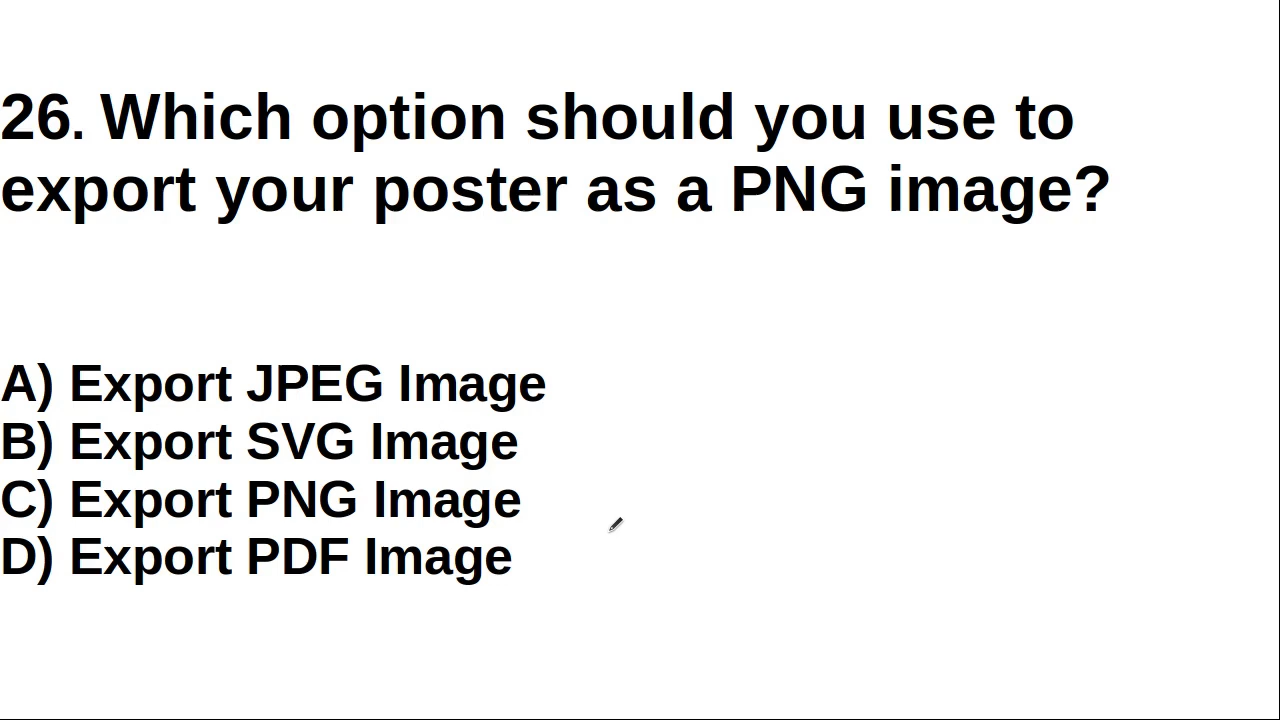 26. Which option should you use to
export your poster as a PNG image?
A) Export JPEG Image
B) Export SVG Image
C) Export PNG Image
D) Export PDF Image